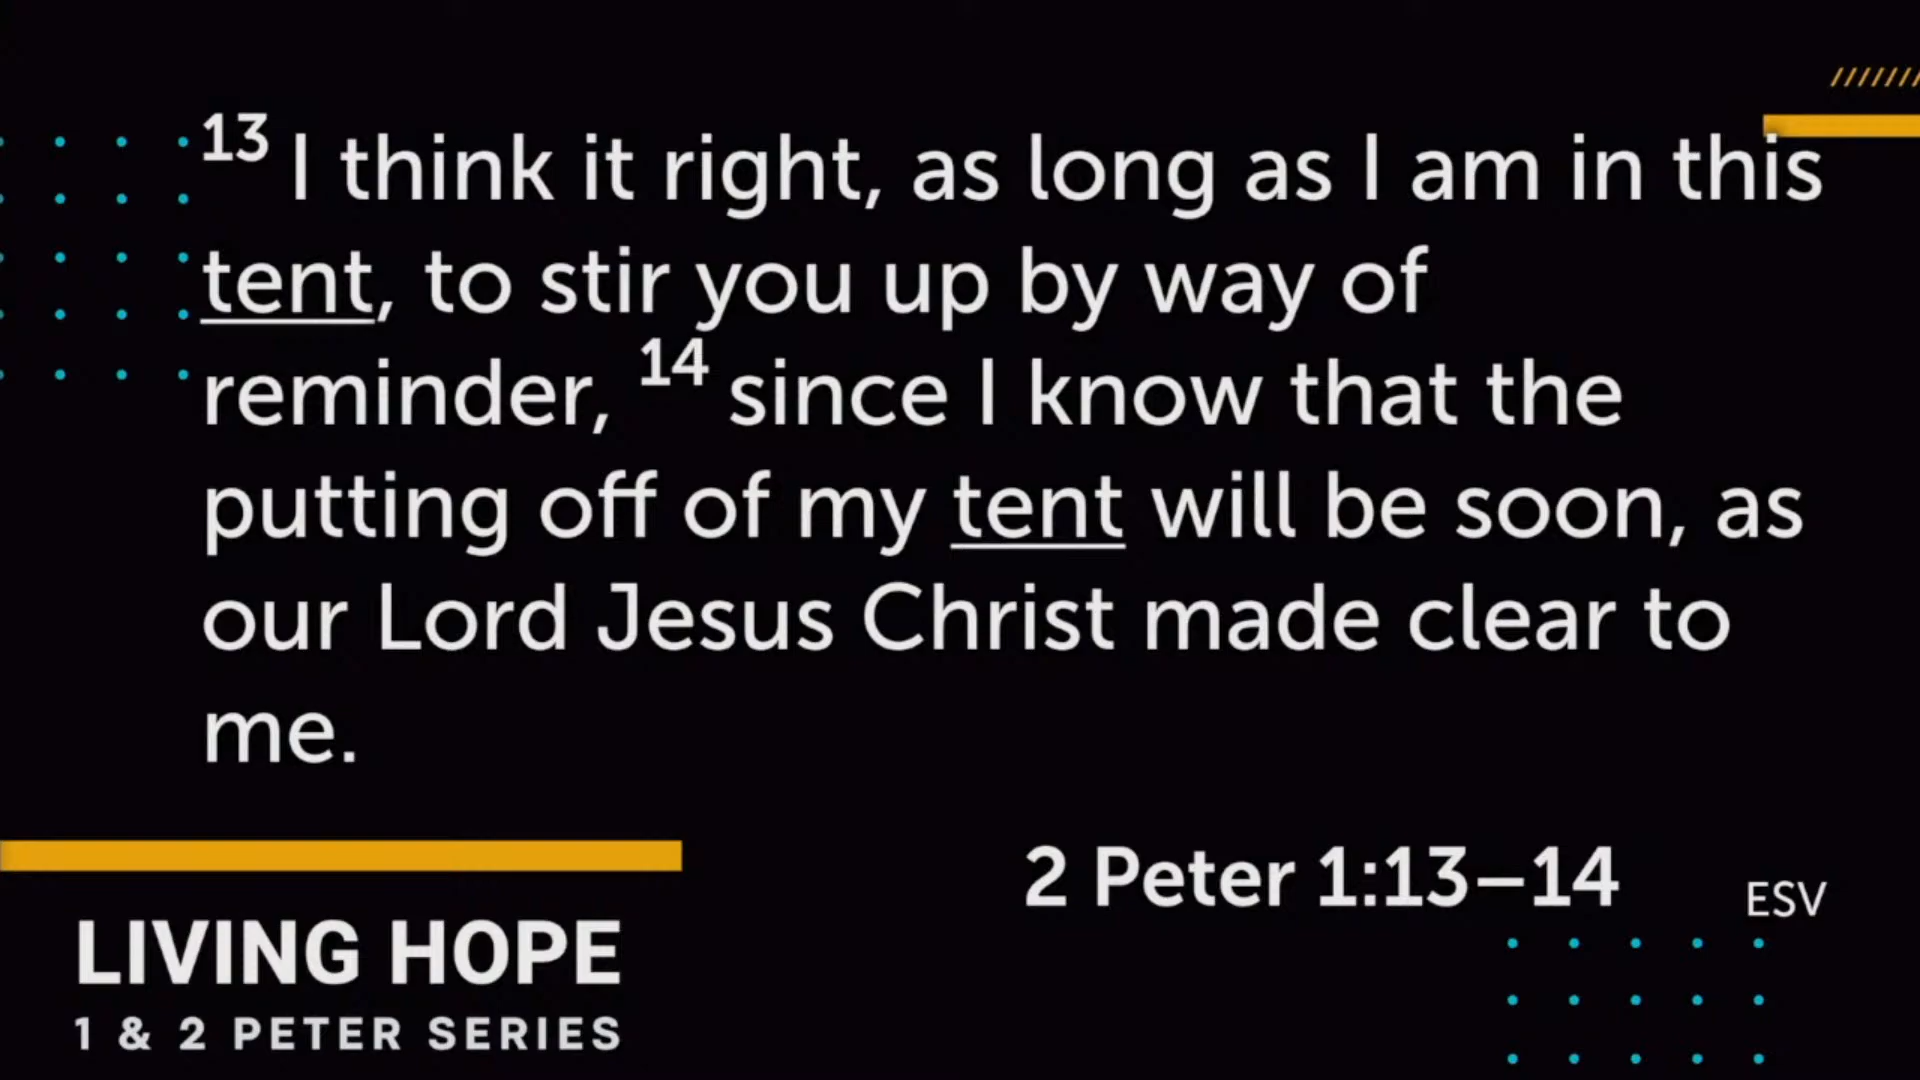 13 I think it right, as long as I am in this
tent, to stir you up by way of
reminder, 14 since I know that the
putting off of my tent will be soon, as
our Lord Jesus Christ made clear to
me.
2 Peter 1:13–14 ESV
LIVING HOPE
1 & 2 PETER SERIES